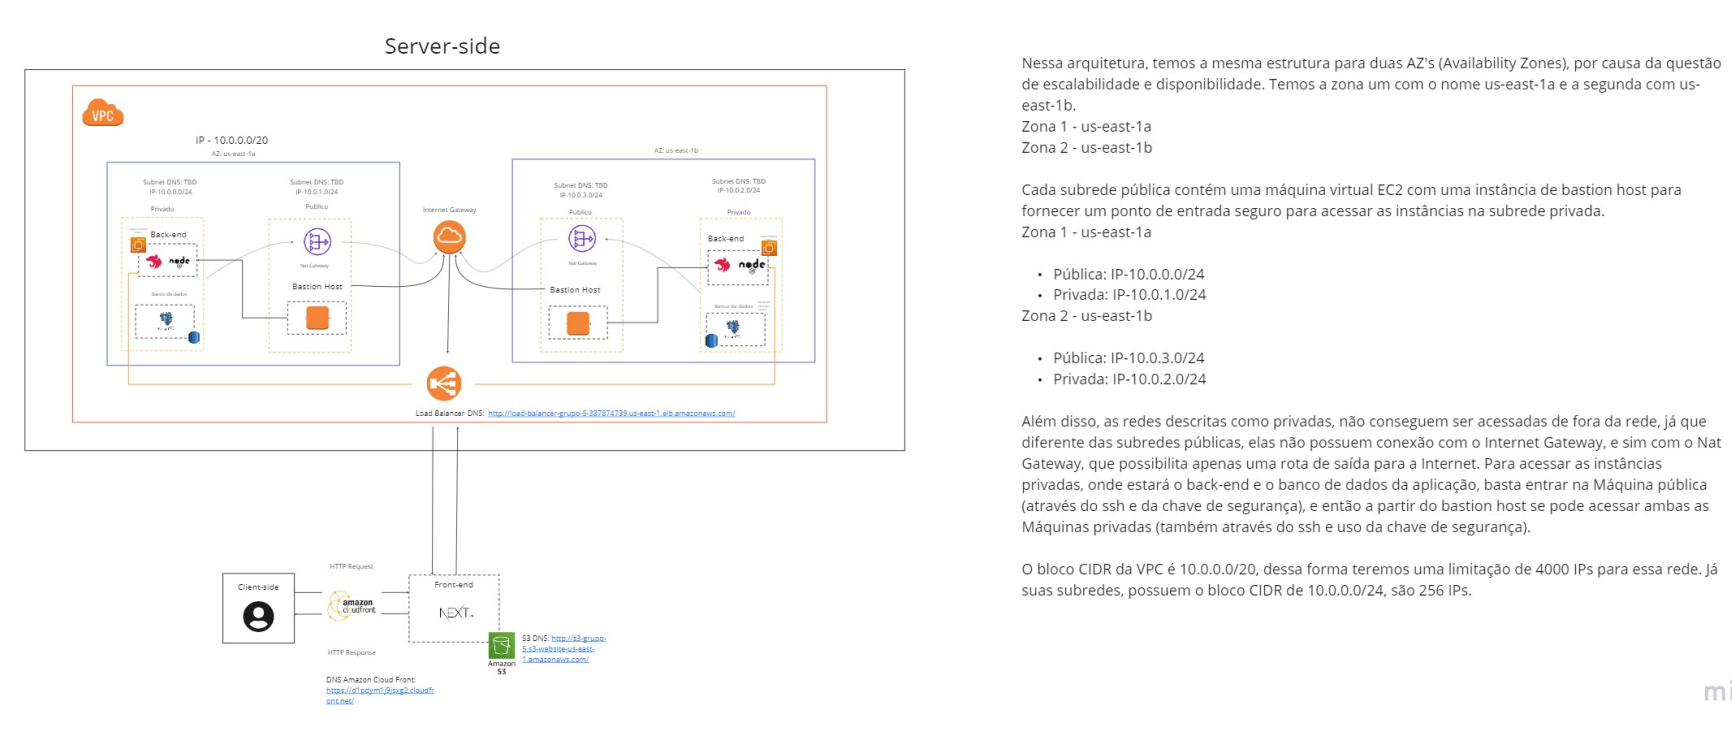 Server-side
VPC
IP - 10.0.0.0/20
AZ: us-east-1a
Subnet DNS: TBD
IP-10.0.0.0/24
Privado
Back-end
node
Banco de dados
Subnet DNS: TBD
IP-10.0.1.0/24
Publico
Nat Gateway
Bastion Host
Internet Gateway
AZ: us-east-1b
Subnet DNS: TBD
IP-10.0.3.0/24
Publico
Nat Gateway
Bastion Host
Subnet DNS: TBD
IP-10.0.2.0/24
Privado
Back-end
node
Banco de dados
Load Balancer DNS: http://load-balancer-grupo-5-387874739.us-east-1.elb.amazonaws.com/
HTTP Request
Client-side
amazon
cloudfront
HTTP Response
Front-end
NEXT
Amazon
S3
S3 DNS: http://s3-grupo-
5.s3-website-us-east-
1.amazonaws.com/
DNS Amazon Cloud Front:
https://d1pdym1j9jsxg2.cloudfr
ont.net/
Nessa arquitetura, temos a mesma estrutura para duas AZ's (Availability Zones), por causa da questão
de escalabilidade e disponibilidade. Temos a zona um com o nome us-east-1a e a segunda com us-
east-1b.
Zona 1 - us-east-1a
Zona 2 - us-east-1b
Cada subrede pública contém uma máquina virtual EC2 com uma instância de bastion host para
fornecer um ponto de entrada seguro para acessar as instâncias na subrede privada.
Zona 1 - us-east-1a
• Pública: IP-10.0.0.0/24
• Privada: IP-10.0.1.0/24
Zona 2 - us-east-1b
• Pública: IP-10.0.3.0/24
• Privada: IP-10.0.2.0/24
Além disso, as redes descritas como privadas, não conseguem ser acessadas de fora da rede, já que
diferente das subredes públicas, elas não possuem conexão com o Internet Gateway, e sim com o Nat
Gateway, que possibilita apenas uma rota de saída para a Internet. Para acessar as instâncias
privadas, onde estará o back-end e o banco de dados da aplicação, basta entrar na Máquina pública
(através do ssh e da chave de segurança), e então a partir do bastion host se pode acessar ambas as
Máquinas privadas (também através do ssh e uso da chave de segurança).
O bloco CIDR da VPC é 10.0.0.0/20, dessa forma teremos uma limitação de 4000 IPs para essa rede. Já
suas subredes, possuem o bloco CIDR de 10.0.0.0/24, são 256 IPs.
mi